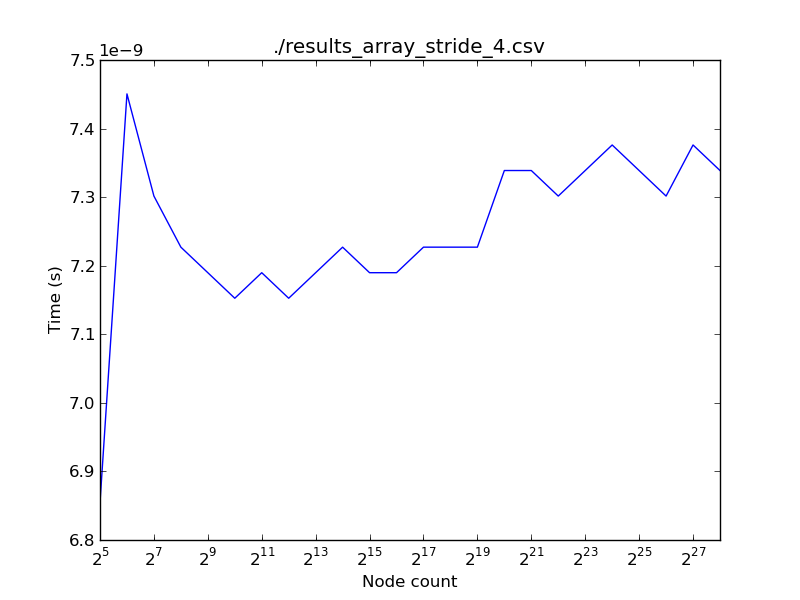 ./results_array_stride_4.csv
1e−9
7.5
7.4
7.3
7.2
7.1
7.0
6.9
6.8
Time (s)
2^5 2^7 2^9 2^11 2^13 2^15 2^17 2^19 2^21 2^23 2^25 2^27
Node count